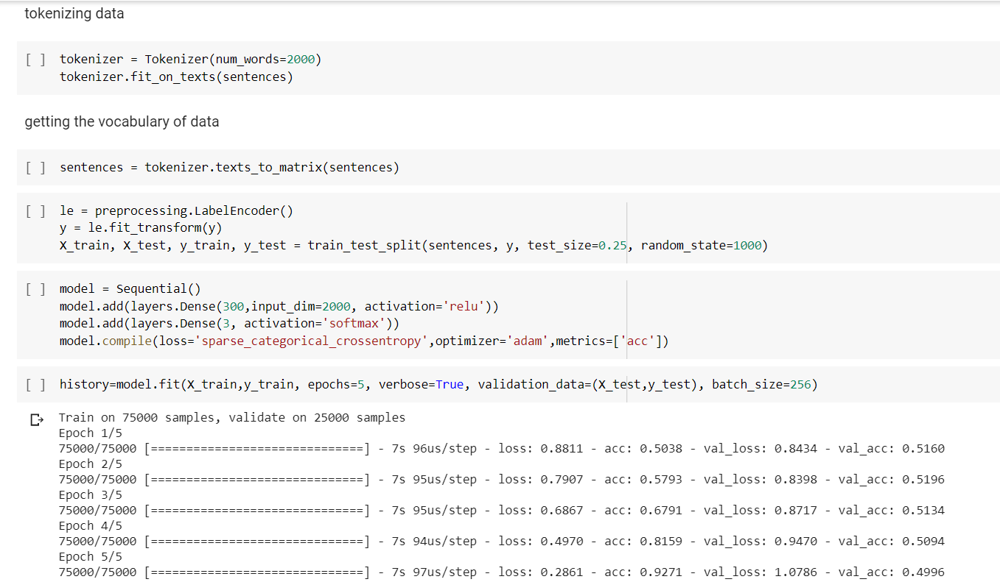 tokenizing data
[ ] tokenizer = Tokenizer(num_words=2000)
tokenizer.fit_on_texts(sentences)
getting the vocabulary of data
[ ] sentences = tokenizer.texts_to_matrix(sentences)
[ ] le = preprocessing.LabelEncoder()
y = le.fit_transform(y)
X_train, X_test, y_train, y_test = train_test_split(sentences, y, test_size=0.25, random_state=1000)
[ ] model = Sequential()
model.add(layers.Dense(300,input_dim=2000, activation='relu'))
model.add(layers.Dense(3, activation='softmax'))
model.compile(loss='sparse_categorical_crossentropy',optimizer='adam',metrics=['acc'])
[ ] history=model.fit(X_train,y_train, epochs=5, verbose=True, validation_data=(X_test,y_test), batch_size=256)
Train on 75000 samples, validate on 25000 samples
Epoch 1/5
75000/75000 [==============================] - 7s 96us/step - loss: 0.8811 - acc: 0.5038 - val_loss: 0.8434 - val_acc: 0.5160
Epoch 2/5
75000/75000 [==============================] - 7s 95us/step - loss: 0.7907 - acc: 0.5793 - val_loss: 0.8398 - val_acc: 0.5196
Epoch 3/5
75000/75000 [==============================] - 7s 95us/step - loss: 0.6867 - acc: 0.6791 - val_loss: 0.8717 - val_acc: 0.5134
Epoch 4/5
75000/75000 [==============================] - 7s 94us/step - loss: 0.4970 - acc: 0.8159 - val_loss: 0.9470 - val_acc: 0.5094
Epoch 5/5
75000/75000 [==============================] - 7s 97us/step - loss: 0.2861 - acc: 0.9271 - val_loss: 1.0786 - val_acc: 0.4996